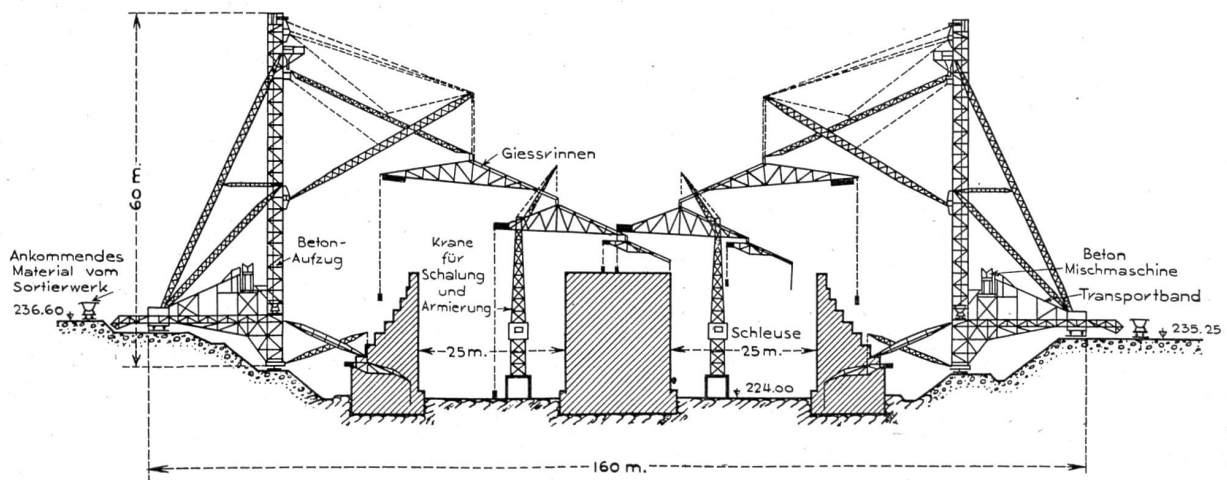 60 m.
Giessrinnen
Beton-
Aufzug
Krane
für
Schalung
und
Armierung
Ankommendes
Material vom
Sortierwerk
236.60
Beton
Mischmaschine
Transportband
Schleuse
235.25
25 m.
25 m.
224.00
160 m.